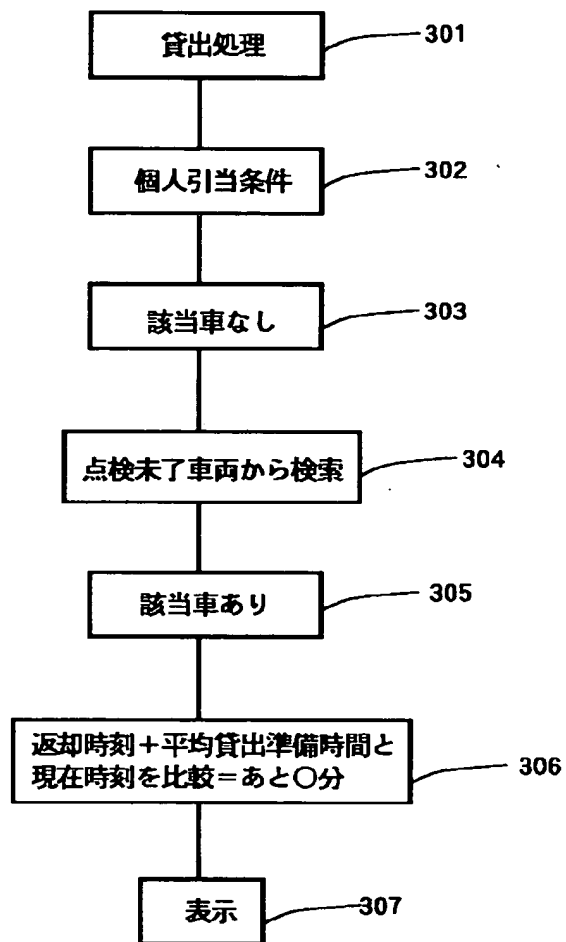 貸出処理
301
個人引当条件
302
該当車なし
303
点検未了車両から検索
304
該当車あり
305
返却時刻+平均貸出準備時間と
現在時刻を比較=あと〇分
306
表示
307